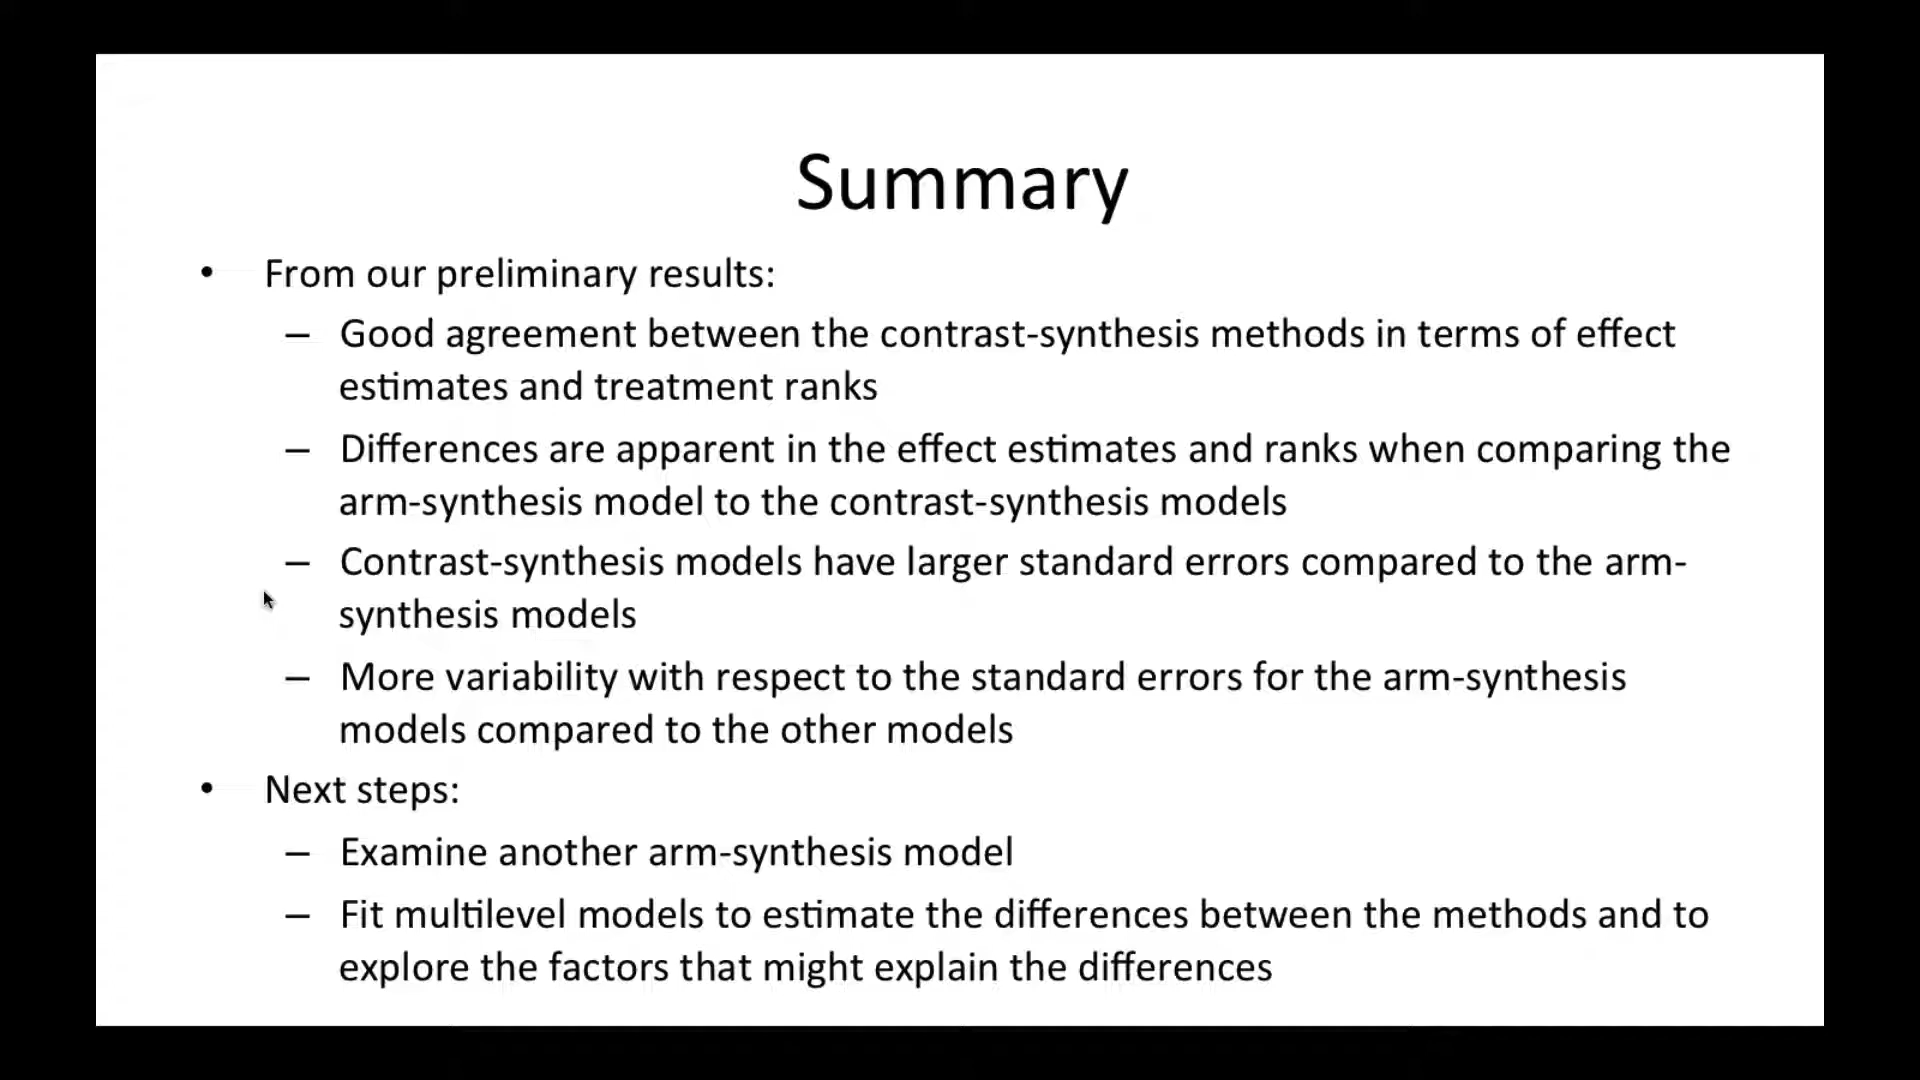 Summary
• From our preliminary results:
– Good agreement between the contrast-synthesis methods in terms of effect
estimates and treatment ranks
– Differences are apparent in the effect estimates and ranks when comparing the
arm-synthesis model to the contrast-synthesis models
– Contrast-synthesis models have larger standard errors compared to the arm-
synthesis models
– More variability with respect to the standard errors for the arm-synthesis
models compared to the other models
• Next steps:
– Examine another arm-synthesis model
– Fit multilevel models to estimate the differences between the methods and to
explore the factors that might explain the differences